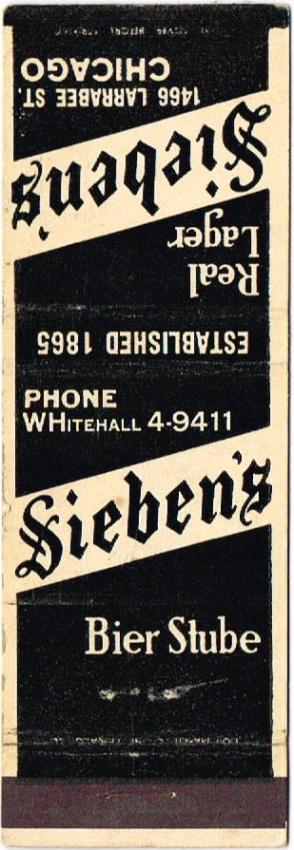 1466 LARRABEE ST.
CHICAGO
Sieben's
Real
Lager
ESTABLISHED 1865
PHONE
WHITEHALL 4-9411
Sieben's
Bier Stube